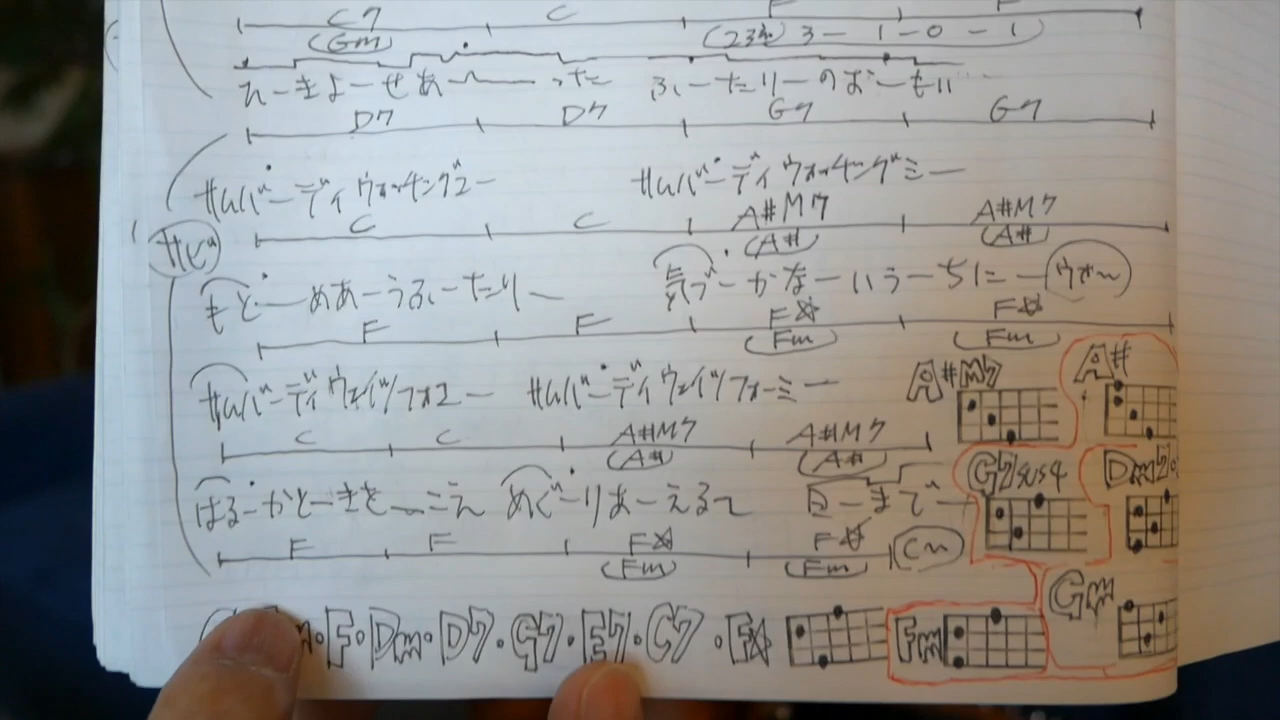 C7 C F F
(Gm) (23弦) 3 - 1 - 0 - 1
ひーきよーせあー った ふーたりーのおーもい…
D7 D7 G7 G7
サムバーディウォッチングユー サムバーディウォッチングミー
C C A#M7 A#M7
(A#) (A#)
サビ
もとーめあーうふーたり 気づーかなーいうーちにー ウォ〜
F F F☆ F☆
(Fm) (Fm)
サムバーディウェイツフォユー サムバーディウェイツフォーミー
C C A#M7 A#M7
(A#) (A#)
はるーかとーきをーこえ めぐーりあーえる〜 日ーまでー
F F F☆ F☆ C〜
(Fm) (Fm)
A#M7 A#
G7sus4 Dm7
m・F・Dm・D7・G7・E7・C7・F☆ Fm Gm